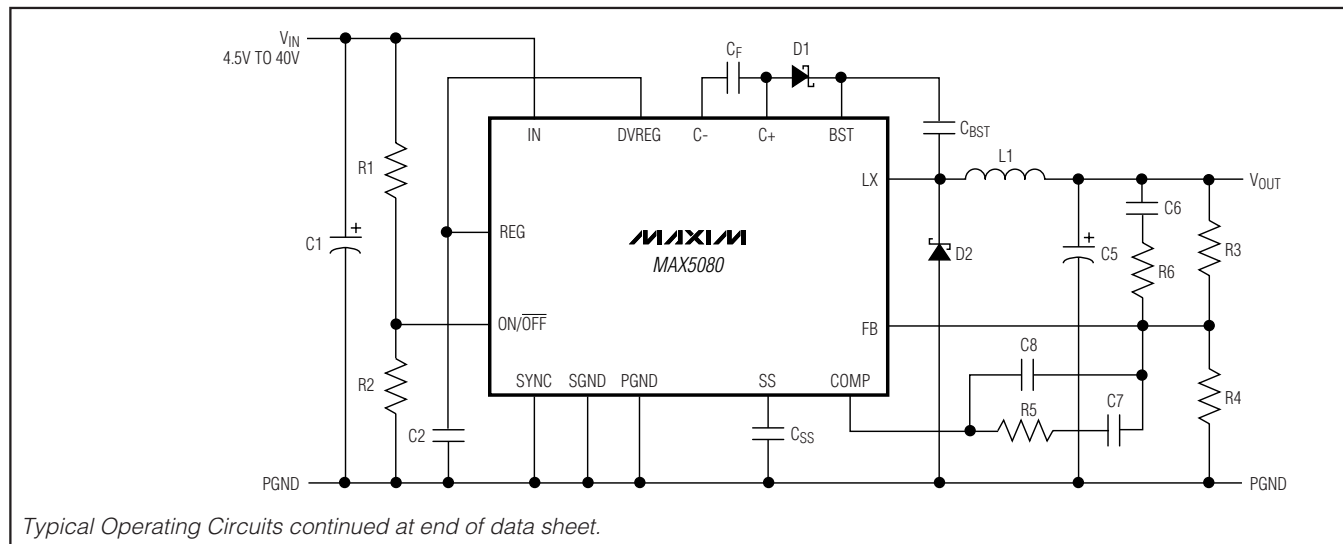 VIN
4.5V TO 40V
CF
D1
IN
DVREG
C-
C+
BST
CBST
R1
LX
L1
VOUT
C6
REG
MAXIM
MAX5080
C1
D2
C5
R6
R3
ON/OFF
FB
C8
R2
SYNC
SGND
PGND
SS
COMP
R5
C7
R4
C2
CSS
PGND
PGND
Typical Operating Circuits continued at end of data sheet.